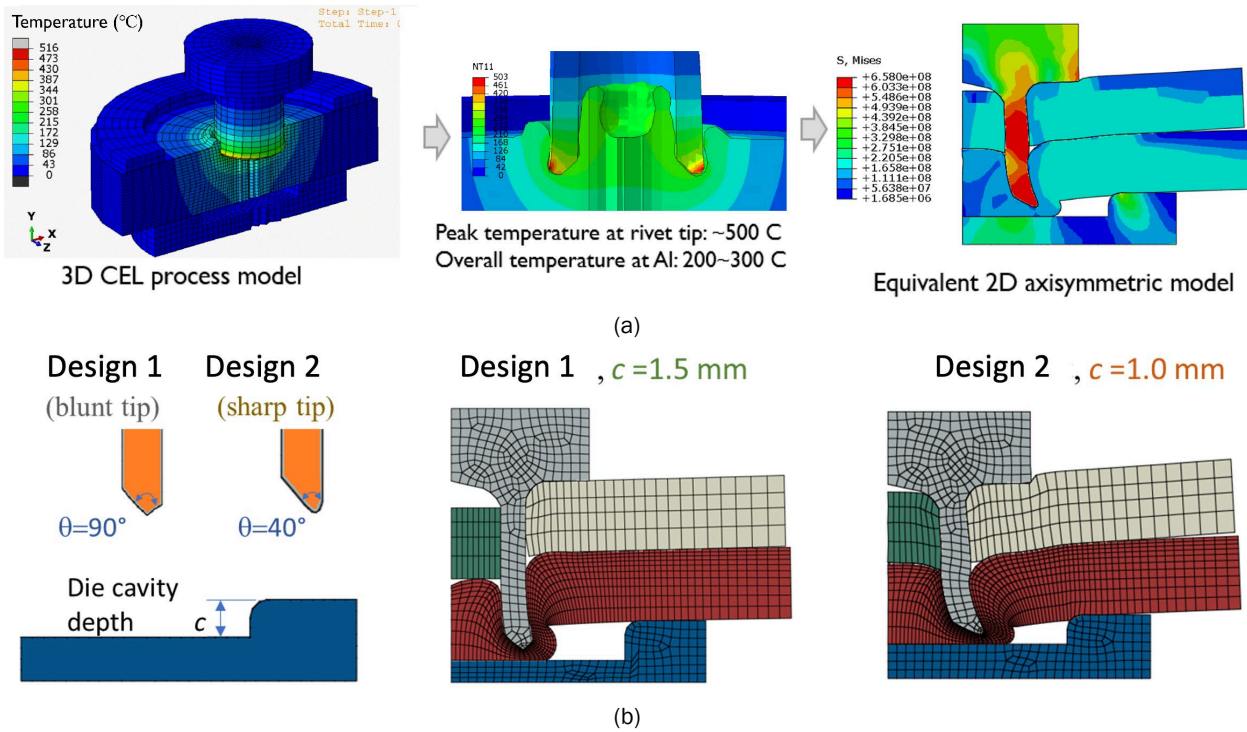 Temperature (℃)
516
473
430
387
344
301
258
215
172
129
86
43
0
Step: Step-1
Total Time: 0
Y
X
Z
3D CEL process model
NT11
503
461
420
168
126
84
42
0
Peak temperature at rivet tip: ~500 C
Overall temperature at Al: 200~300 C
S, Mises
+6.580e+08
+6.033e+08
+5.486e+08
+4.939e+08
+4.392e+08
+3.845e+08
+3.298e+08
+2.751e+08
+2.205e+08
+1.658e+08
+1.111e+08
+5.638e+07
+1.685e+06
Equivalent 2D axisymmetric model
(a)
Design 1
(blunt tip)
θ=90°
Design 2
(sharp tip)
θ=40°
Die cavity
depth
c
Design 1 , c =1.5 mm
Design 2 , c =1.0 mm
(b)